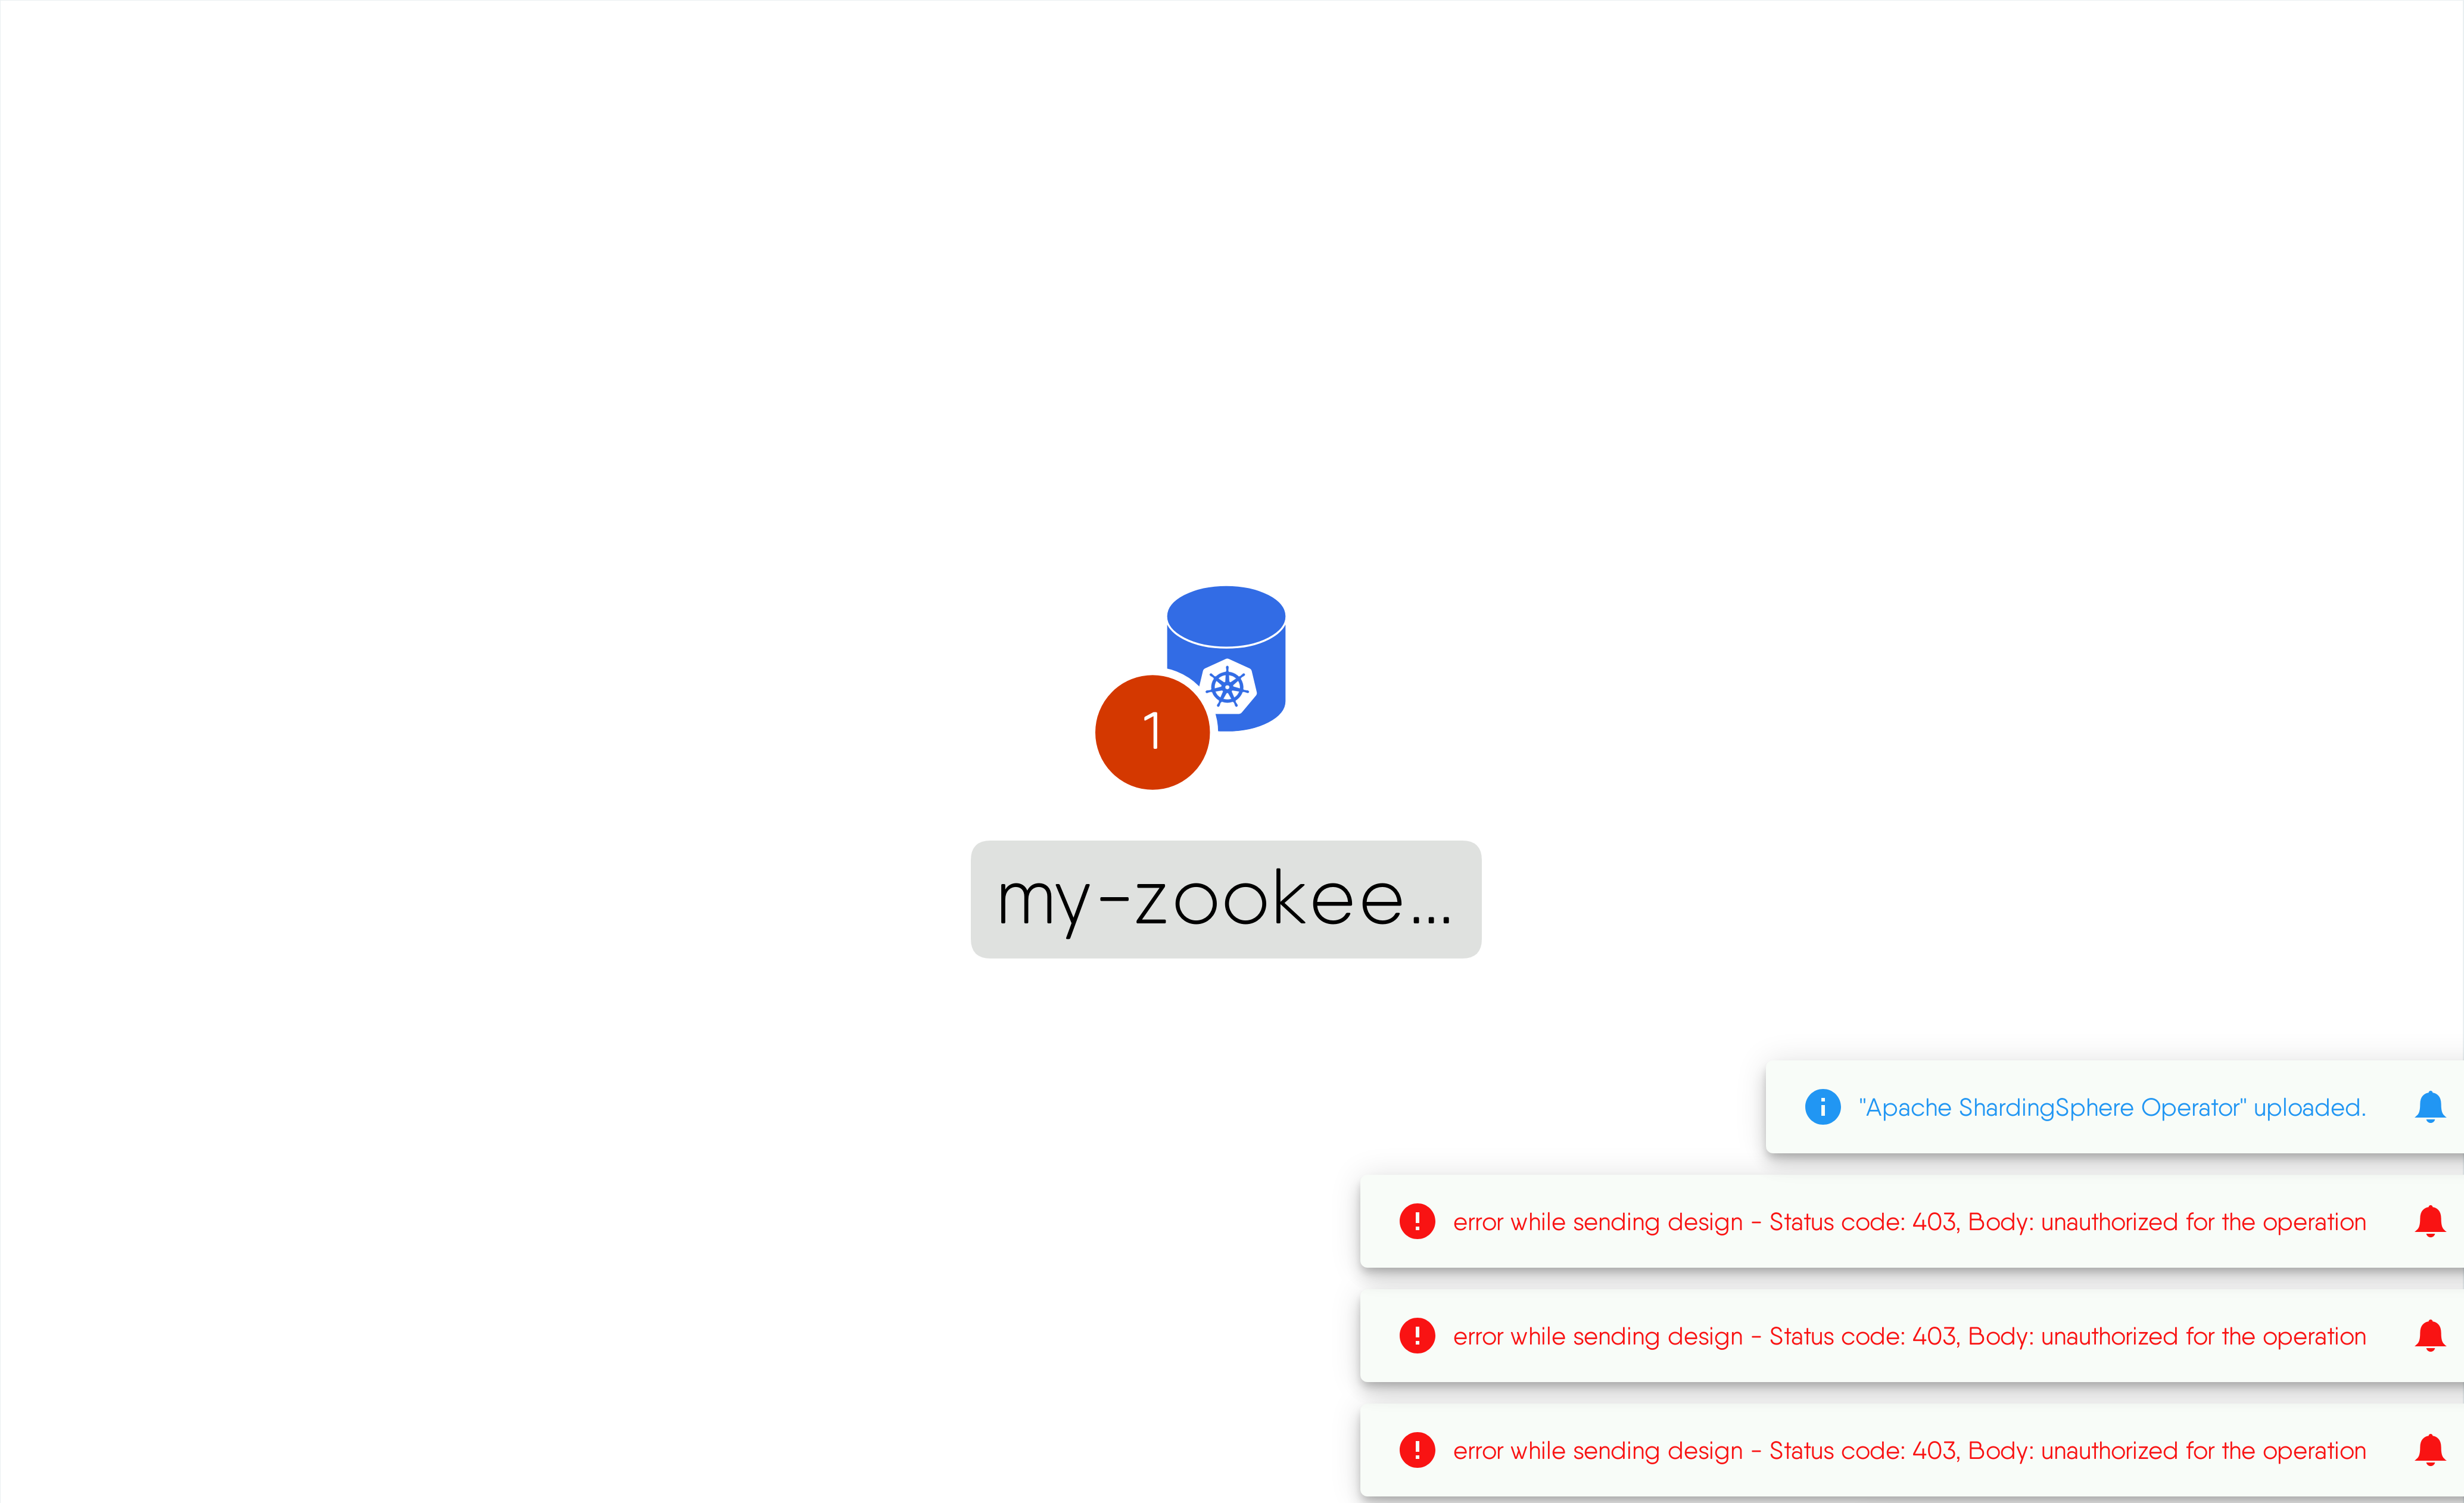 1
my-zookee...
"Apache ShardingSphere Operator" uploaded.
error while sending design - Status code: 403, Body: unauthorized for the operation
error while sending design - Status code: 403, Body: unauthorized for the operation
error while sending design - Status code: 403, Body: unauthorized for the operation